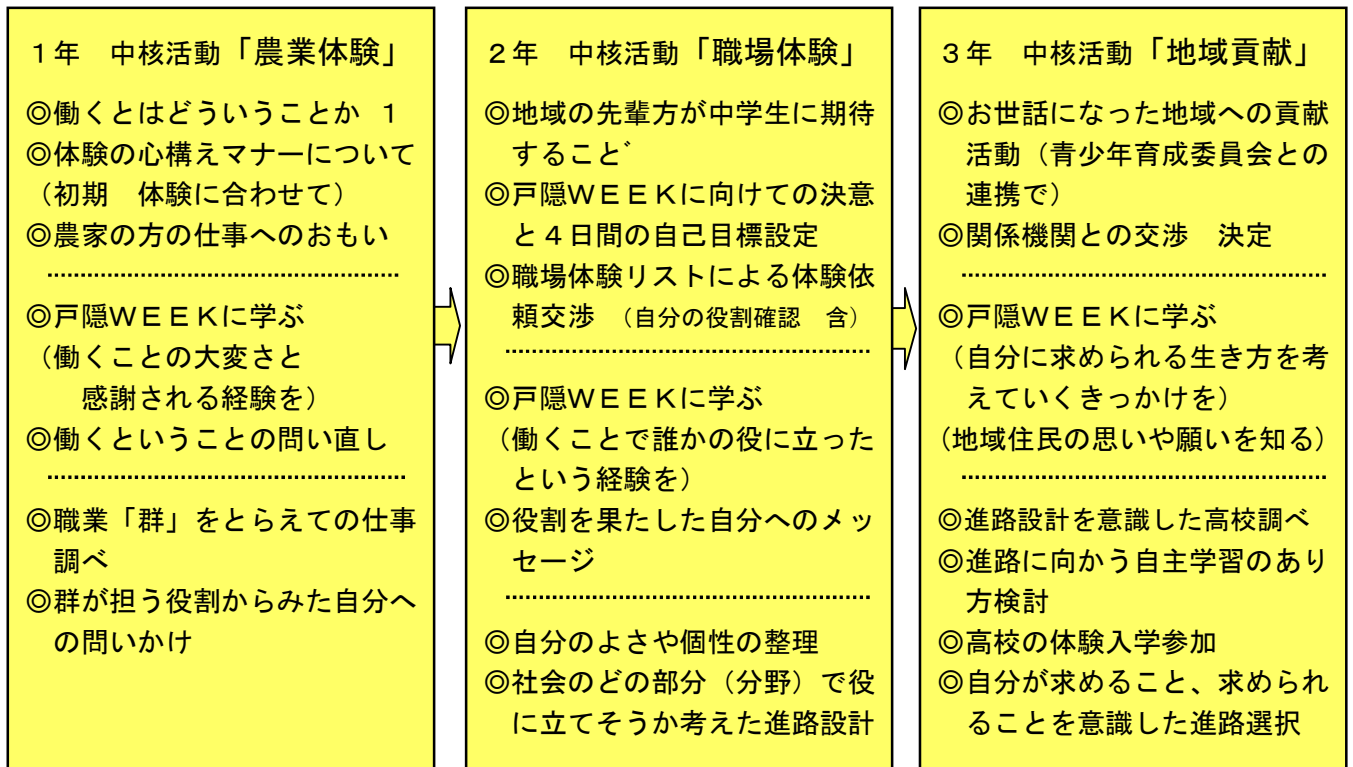 １年　中核活動「農業体験」
◎働くとはどういうことか　１
◎体験の心構えマナーについて
（初期　体験に合わせて）
◎農家の方の仕事へのおもい
◎戸隠ＷＥＥＫに学ぶ
（働くことの大変さと
感謝される経験を）
◎働くということの問い直し
◎職業「群」をとらえての仕事
調べ
◎群が担う役割からみた自分へ
の問いかけ
２年　中核活動「職場体験」
◎地域の先輩方が中学生に期待
すること゛
◎戸隠ＷＥＥＫに向けての決意
と４日間の自己目標設定
◎職場体験リストによる体験依
頼交渉　（自分の役割確認　含）
◎戸隠ＷＥＥＫに学ぶ
（働くことで誰かの役に立った
という経験を）
◎役割を果たした自分へのメッ
セージ
◎自分のよさや個性の整理
◎社会のどの部分（分野）で役
に立てそうか考えた進路設計
３年　中核活動「地域貢献」
◎お世話になった地域への貢献
活動（青少年育成委員会との
連携で）
◎関係機関との交渉　決定
◎戸隠ＷＥＥＫに学ぶ
（自分に求められる生き方を考
えていくきっかけを）
（地域住民の思いや願いを知る）
◎進路設計を意識した高校調べ
◎進路に向かう自主学習のあり
方検討
◎高校の体験入学参加
◎自分が求めること、求められ
ることを意識した進路選択